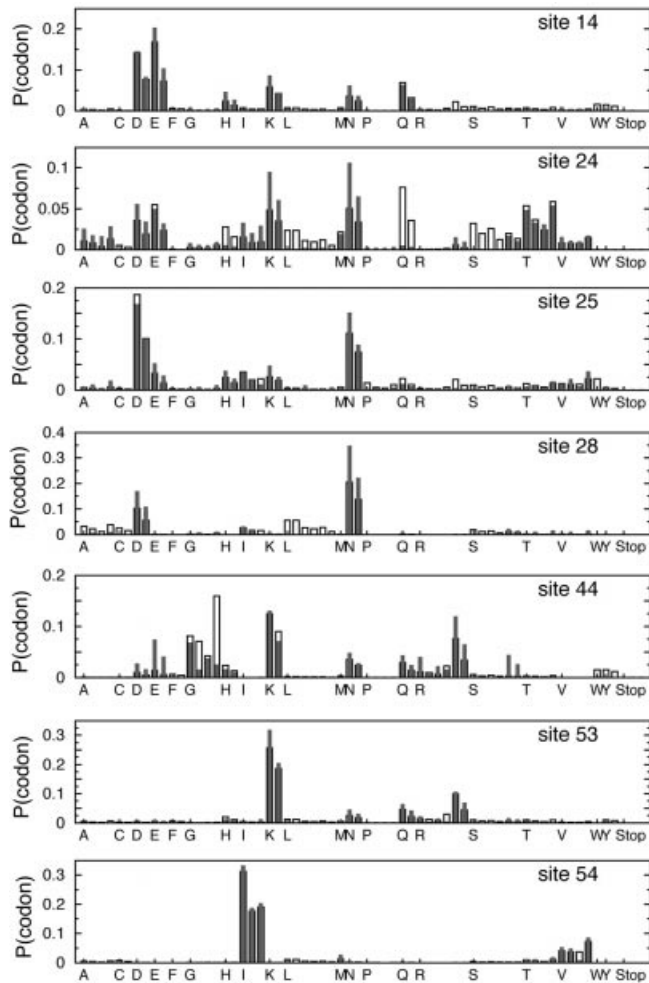 site 14
P(codon)
0.2
0.1
0
A C D E F G H I K L M N P Q R S T V W Y Stop
site 24
P(codon)
0.1
0.05
0
A C D E F G H I K L M N P Q R S T V W Y Stop
site 25
P(codon)
0.2
0.1
0
A C D E F G H I K L M N P Q R S T V W Y Stop
site 28
P(codon)
0.4
0.3
0.2
0.1
0
A C D E F G H I K L M N P Q R S T V W Y Stop
site 44
P(codon)
0.2
0.1
0
A C D E F G H I K L M N P Q R S T V W Y Stop
site 53
P(codon)
0.3
0.2
0.1
0
A C D E F G H I K L M N P Q R S T V W Y Stop
site 54
P(codon)
0.3
0.2
0.1
0
A C D E F G H I K L M N P Q R S T V W Y Stop